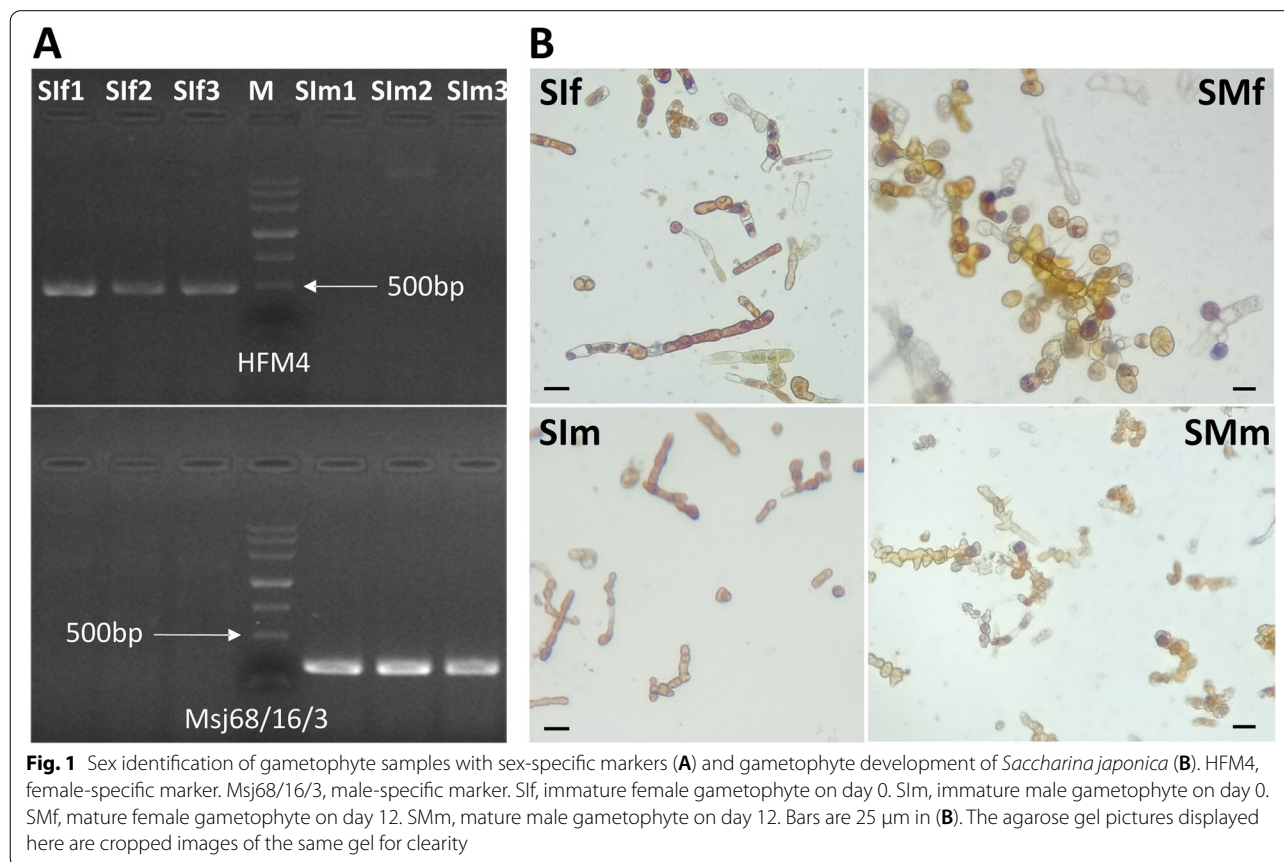 A
SIf1 SIf2 SIf3 M SIm1 SIm2 SIm3
500bp
HFM4
500bp
Msj68/16/3
B
SIf
SMf
SIm
SMm
Fig. 1 Sex identification of gametophyte samples with sex-specific markers (A) and gametophyte development of Saccharina japonica (B). HFM4,
female-specific marker. Msj68/16/3, male-specific marker. SIf, immature female gametophyte on day 0. SIm, immature male gametophyte on day 0.
SMf, mature female gametophyte on day 12. SMm, mature male gametophyte on day 12. Bars are 25 µm in (B). The agarose gel pictures displayed
here are cropped images of the same gel for clearity